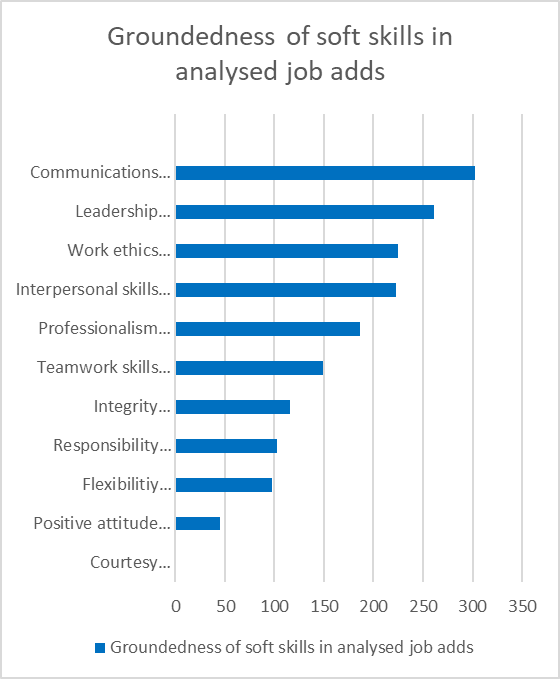 Groundedness of soft skills in
analysed job adds
Communications...
Leadership...
Work ethics...
Interpersonal skills...
Professionalism...
Teamwork skills...
Integrity...
Responsibility...
Flexibilitiy...
Positive attitude...
Courtesy...
0 50 100 150 200 250 300 350
Groundedness of soft skills in analysed job adds